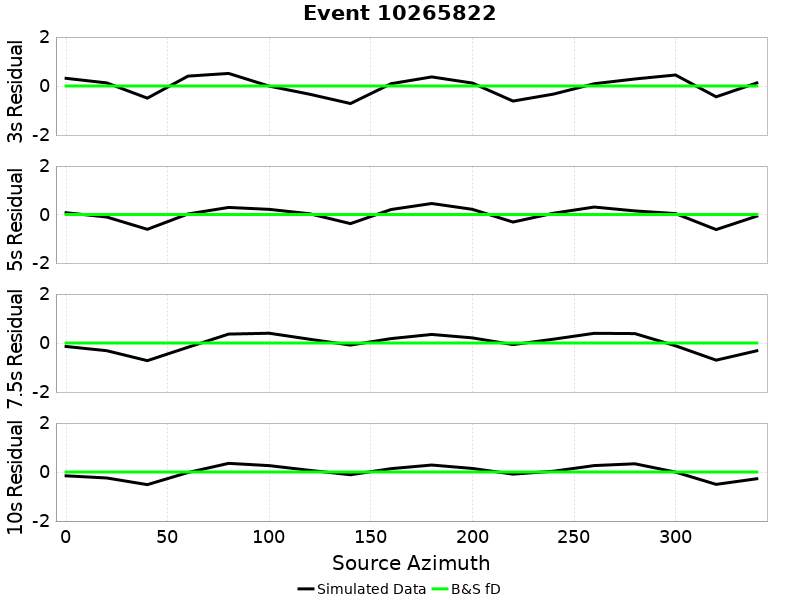 Event 10265822
3s Residual
2
0
-2
5s Residual
2
0
-2
7.5s Residual
2
0
-2
10s Residual
2
0
-2
0 50 100 150 200 250 300
Source Azimuth
Simulated Data B&S fD